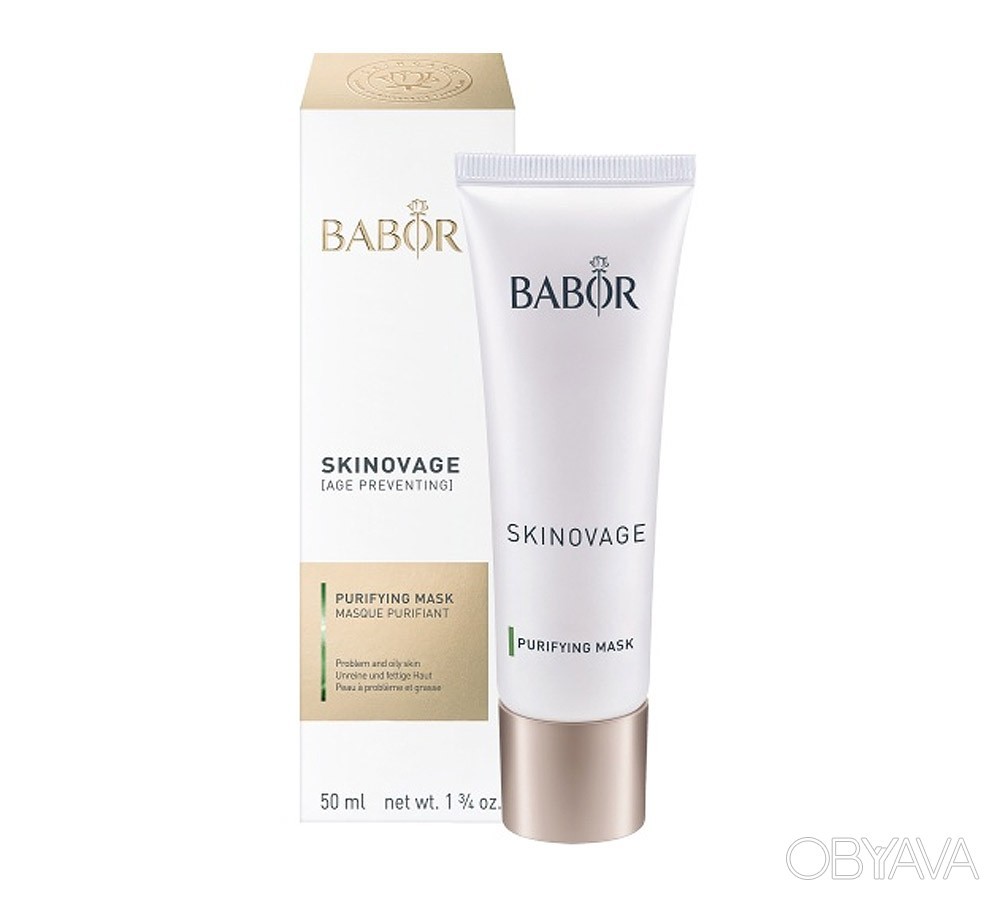 BABOR
SKINOVAGE
[AGE PREVENTING]
PURIFYING MASK
MASQUE PURIFIANT
Problem and oily skin
Unreine und fettige Haut
Peau à problème et grasse
50 ml net wt. 1 ¾ oz.
BABOR
SKINOVAGE
PURIFYING MASK
OBYAVA